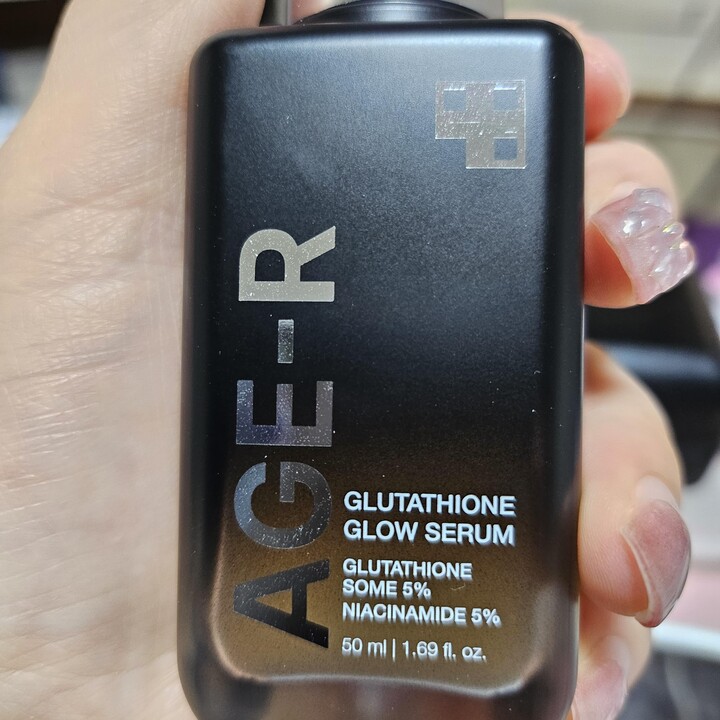 AGE-R
GLUTATHIONE
GLOW SERUM
GLUTATHIONE
SOME 5%
NIACINAMIDE 5%
50 ml | 1.69 fl. oz.